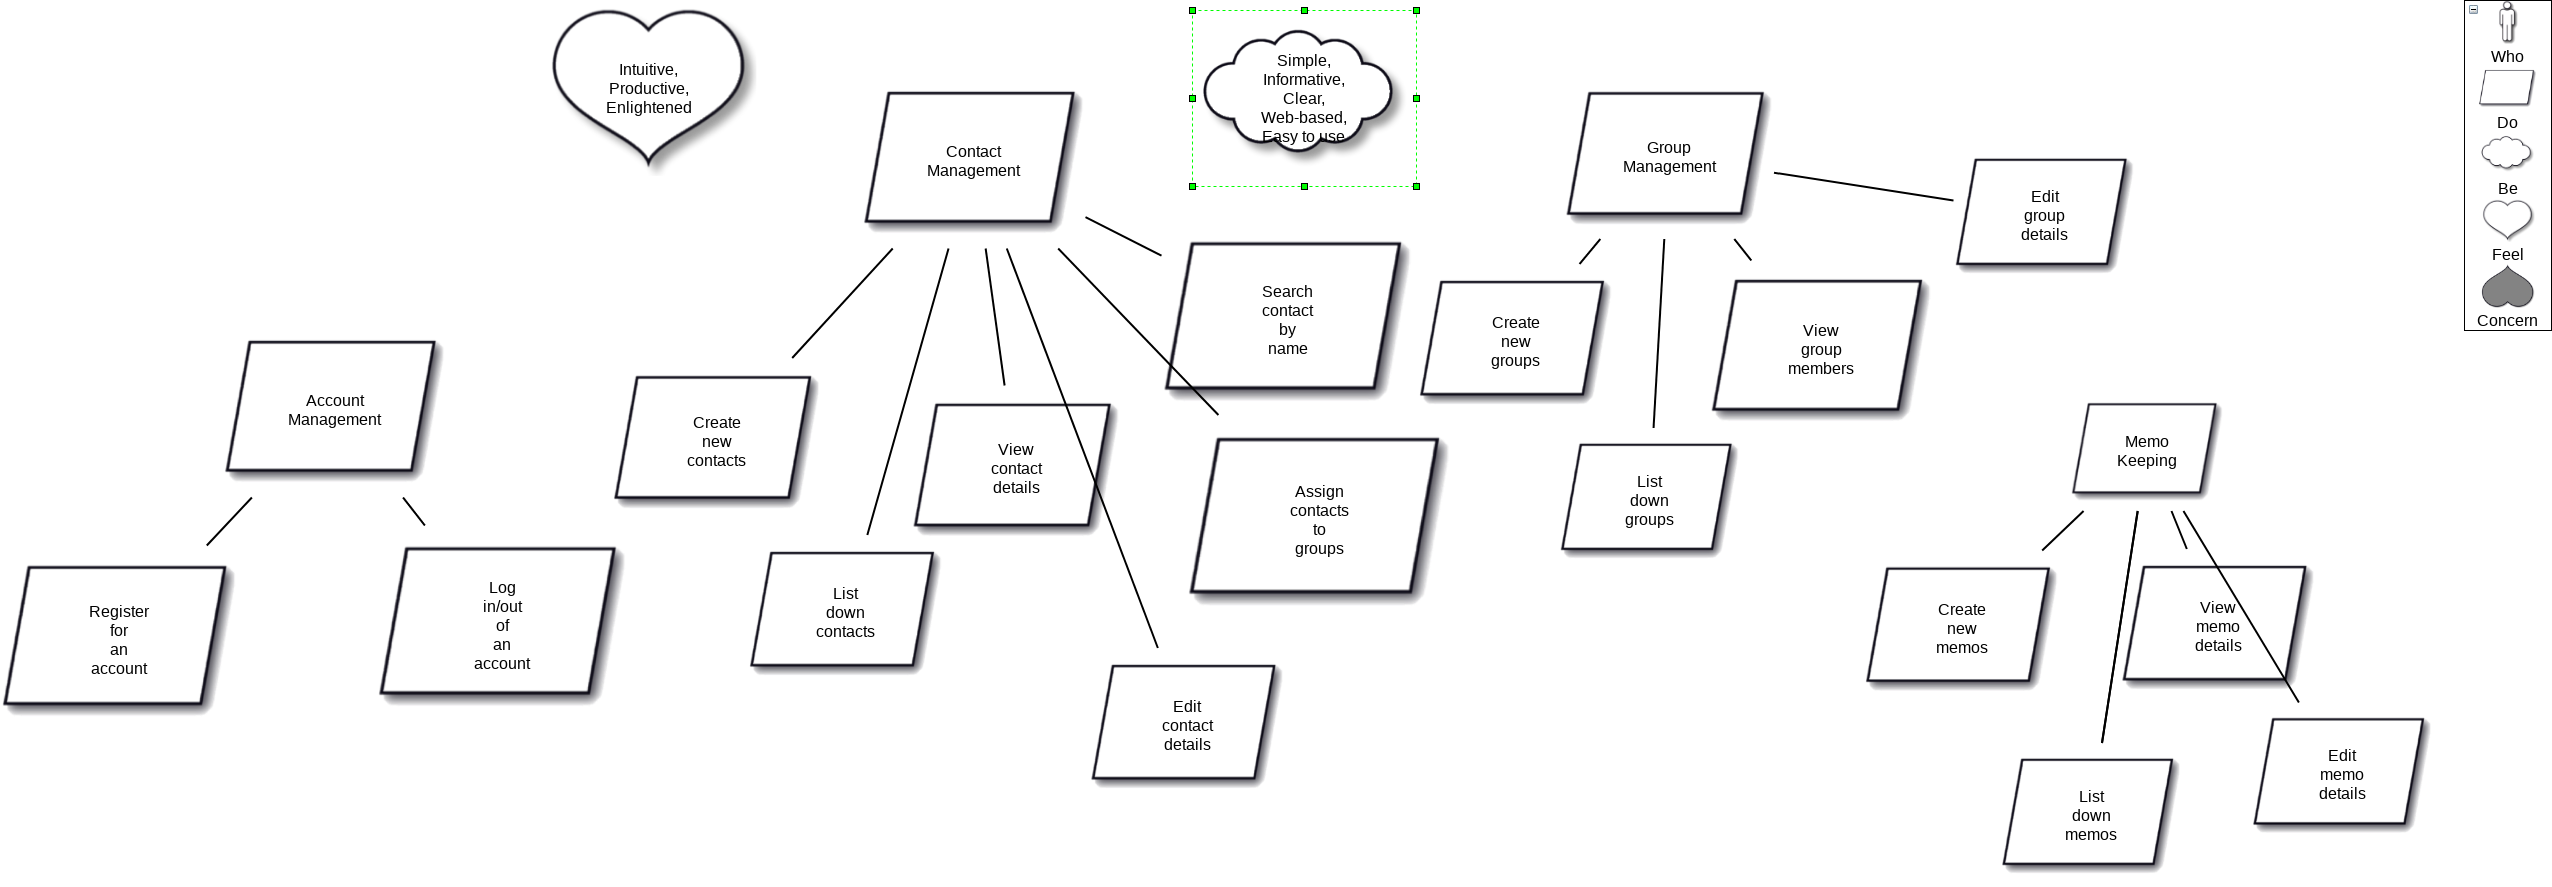 Intuitive,
Productive,
Enlightened
Simple,
Informative,
Clear,
Web-based,
Easy to use
Contact
Management
Group
Management
Edit
group
details
Search
contact
by
name
Create
new
groups
View
group
members
Account
Management
Create
new
contacts
View
contact
details
Assign
contacts
to
groups
List
down
groups
Memo
Keeping
Register
for
an
account
Log
in/out
of
an
account
List
down
contacts
Edit
contact
details
Create
new
memos
View
memo
details
List
down
memos
Edit
memo
details
Who
Do
Be
Feel
Concern